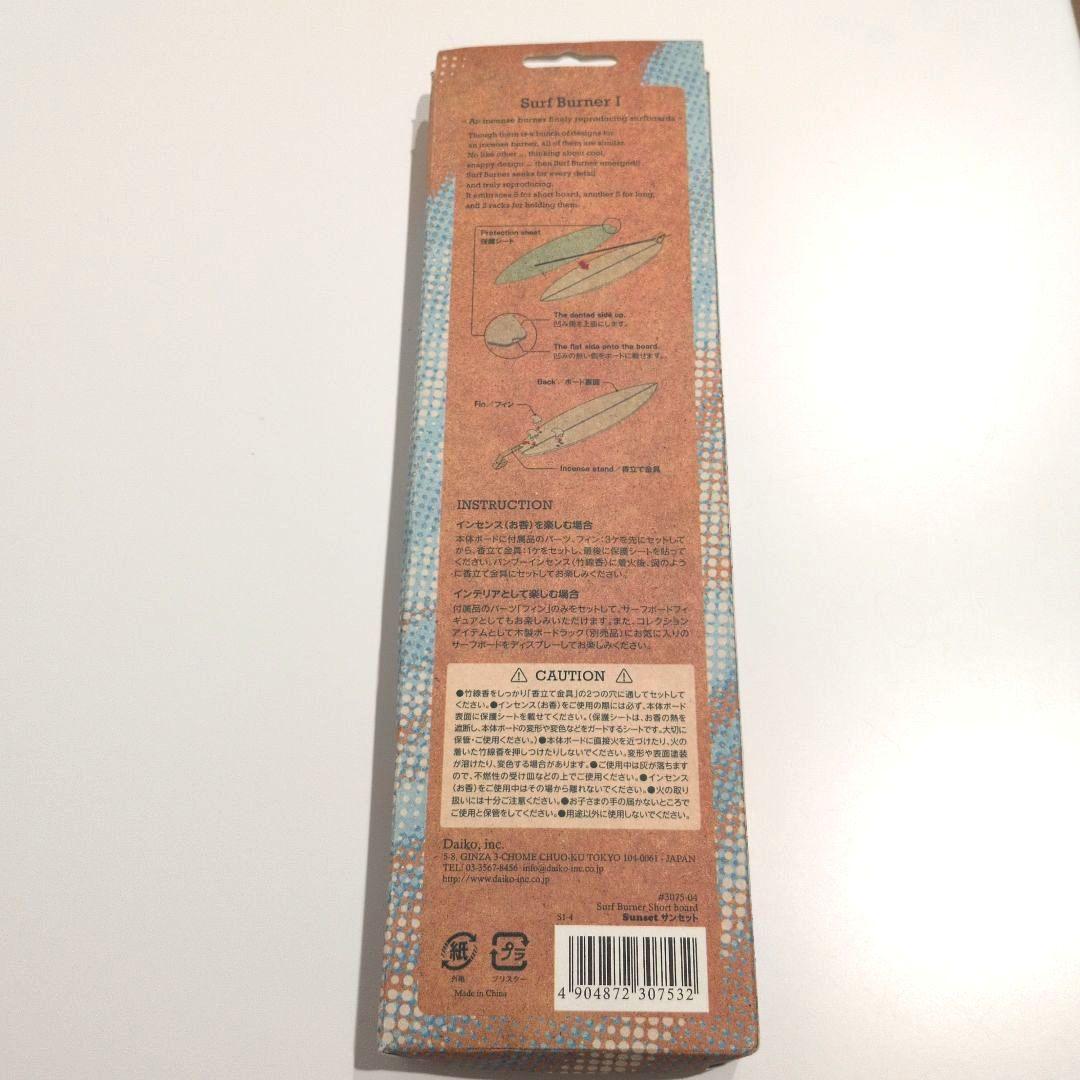 Surf Burner I
- An incense burner finely reproducing surfboards -
Though there is a bunch of designs for
an incense burner, all of them are similar.
No like other ... thinking about cool,
snappy design ... then Surf Burner emerged!!
Surf Burner seeks for every detail
and truly reproducing.
It embraces 5 for short board, another 5 for long,
and 2 racks for holding them.
Protection sheet
保護シート
The dented side up.
凹み側を上面にします。
The flat side onto the board.
凹みの無い側をボードに載せます。
Back／ボード裏面
Fin／フィン
Incense stand／香立て金具
INSTRUCTION
インセンス（お香）を楽しむ場合
本体ボードに付属品のパーツ、フィン：3ケを先にセットして
から、香立て金具：1ケをセットし、最後に保護シートを貼って
ください。バンブーインセンス（竹線香）に着火後、図のよう
に香立て金具にセットしてお楽しみください。
インテリアとして楽しむ場合
付属品のパーツ「フィン」のみをセットして、サーフボードフィ
ギュアとしてもお楽しみいただけます。また、コレクション
アイテムとして木製ボードラック（別売品）にお気に入りの
サーフボードをディスプレーしてお楽しみください。
⚠ CAUTION ⚠
●竹線香をしっかり「香立て金具」の2つの穴に通してセットして
ください。●インセンス（お香）をご使用の際には必ず、本体ボード
表面に保護シートを載せてください。（保護シートは、お香の熱を
遮断し、本体ボードの変形や変色などをガードするシートです。大切に
保管・ご使用ください。）●本体ボードに直接火を近づけたり、火の
着いた竹線香を押しつけたりしないでください。変形や表面塗装
が溶けたり、変色する場合があります。●ご使用中は灰が落ちます
ので、不燃性の受け皿などの上でご使用ください。●インセンス
（お香）をご使用中はその場から離れないでください。●火の取り
扱いには十分ご注意ください。●お子さまの手の届かないところで
ご使用と保管をしてください。●用途以外に使用しないでください。
Daiko, inc.
5-8, GINZA 3-CHOME CHUO-KU TOKYO 104-0061 - JAPAN
TEL: 03-3567-8456 info@daiko-inc.co.jp
http://www.daiko-inc.co.jp
#3075-04
Surf Burner Short board
S1-4 Sunset サンセット
紙
外箱
プラ
ブリスター
Made in China
4 904872 307532